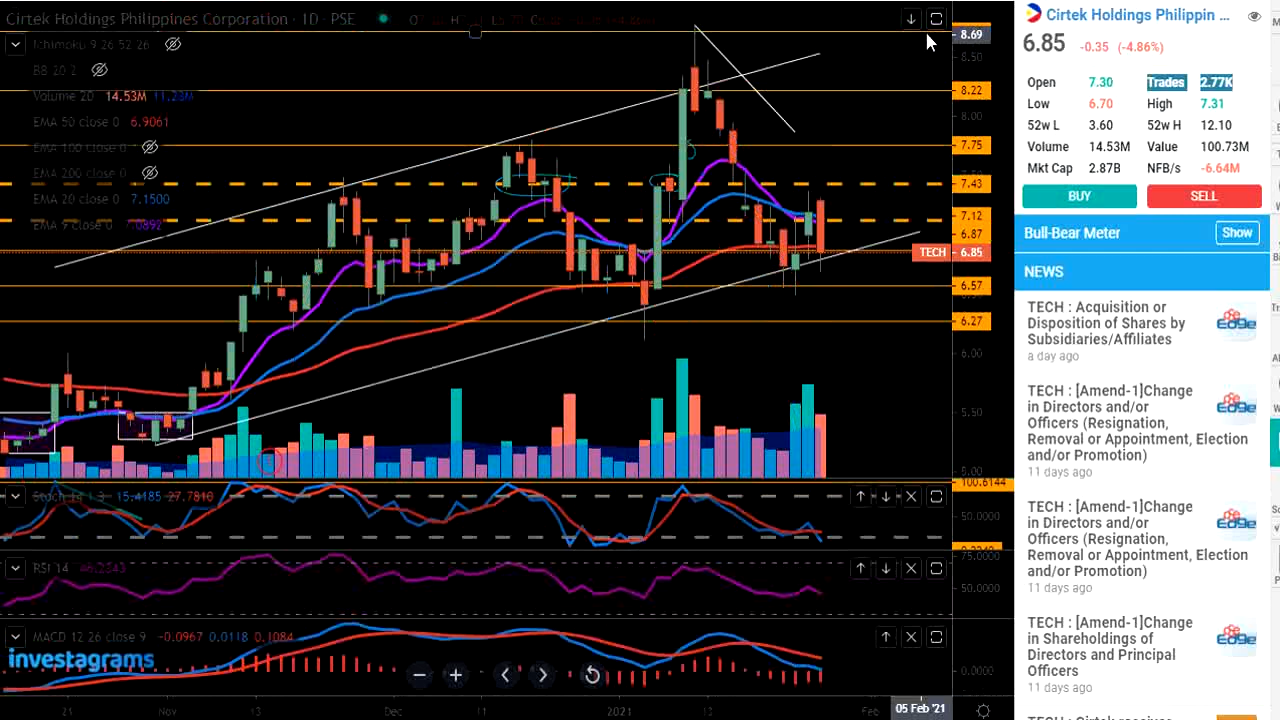 Cirtek Holdings Philippines Corporation · 1D · PSE
Ichimoku 9 26 52 26
BB 20 2
Volume 20 14.53M 11.28M
EMA 50 close 0 6.9061
EMA 100 close 0
EMA 200 close 0
EMA 20 close 0 7.1500
EMA 9 close 0
8.69
8.50
8.22
8.00
7.75
7.43
7.12
6.87
TECH 6.85
6.57
6.27
6.00
5.50
5.00
Stoch 14 1 3 15.4185 27.7810
100.6144
50.0000
RSI 14
75.0000
50.0000
MACD 12 26 close 9 -0.0967 0.0118 0.1084
0.0000
investagrams
21 Nov 13 Dec 11 2021 13 Feb 05 Feb '21
Cirtek Holdings Philippin ...
6.85 -0.35 (-4.86%)
Open 7.30 Trades 2.77K
Low 6.70 High 7.31
52w L 3.60 52w H 12.10
Volume 14.53M Value 100.73M
Mkt Cap 2.87B NFB/s -6.64M
BUY SELL
Bull-Bear Meter Show
NEWS
TECH : Acquisition or
Disposition of Shares by
Subsidiaries/Affiliates
a day ago
Edge
TECH : [Amend-1]Change
in Directors and/or
Officers (Resignation,
Removal or Appointment, Election
and/or Promotion)
11 days ago
Edge
TECH : [Amend-1]Change
in Directors and/or
Officers (Resignation,
Removal or Appointment, Election
and/or Promotion)
11 days ago
Edge
TECH : [Amend-1]Change
in Shareholdings of
Directors and Principal
Officers
11 days ago
Edge
TECH : Cirtek receives